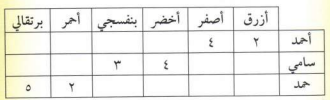 أزرق أصفر أخضر بنفسجي أحمر برتقالي
أحمد ٢ ٤
سامي ٤ ٣
حمد ٢ ٥